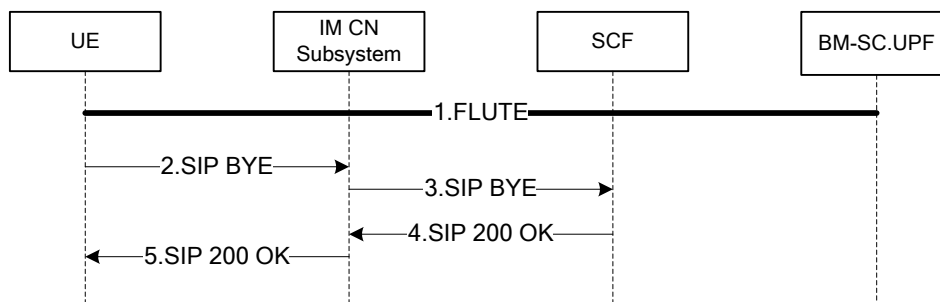 UE
IM CN
Subsystem
SCF
BM-SC.UPF
1.FLUTE
2.SIP BYE
3.SIP BYE
4.SIP 200 OK
5.SIP 200 OK